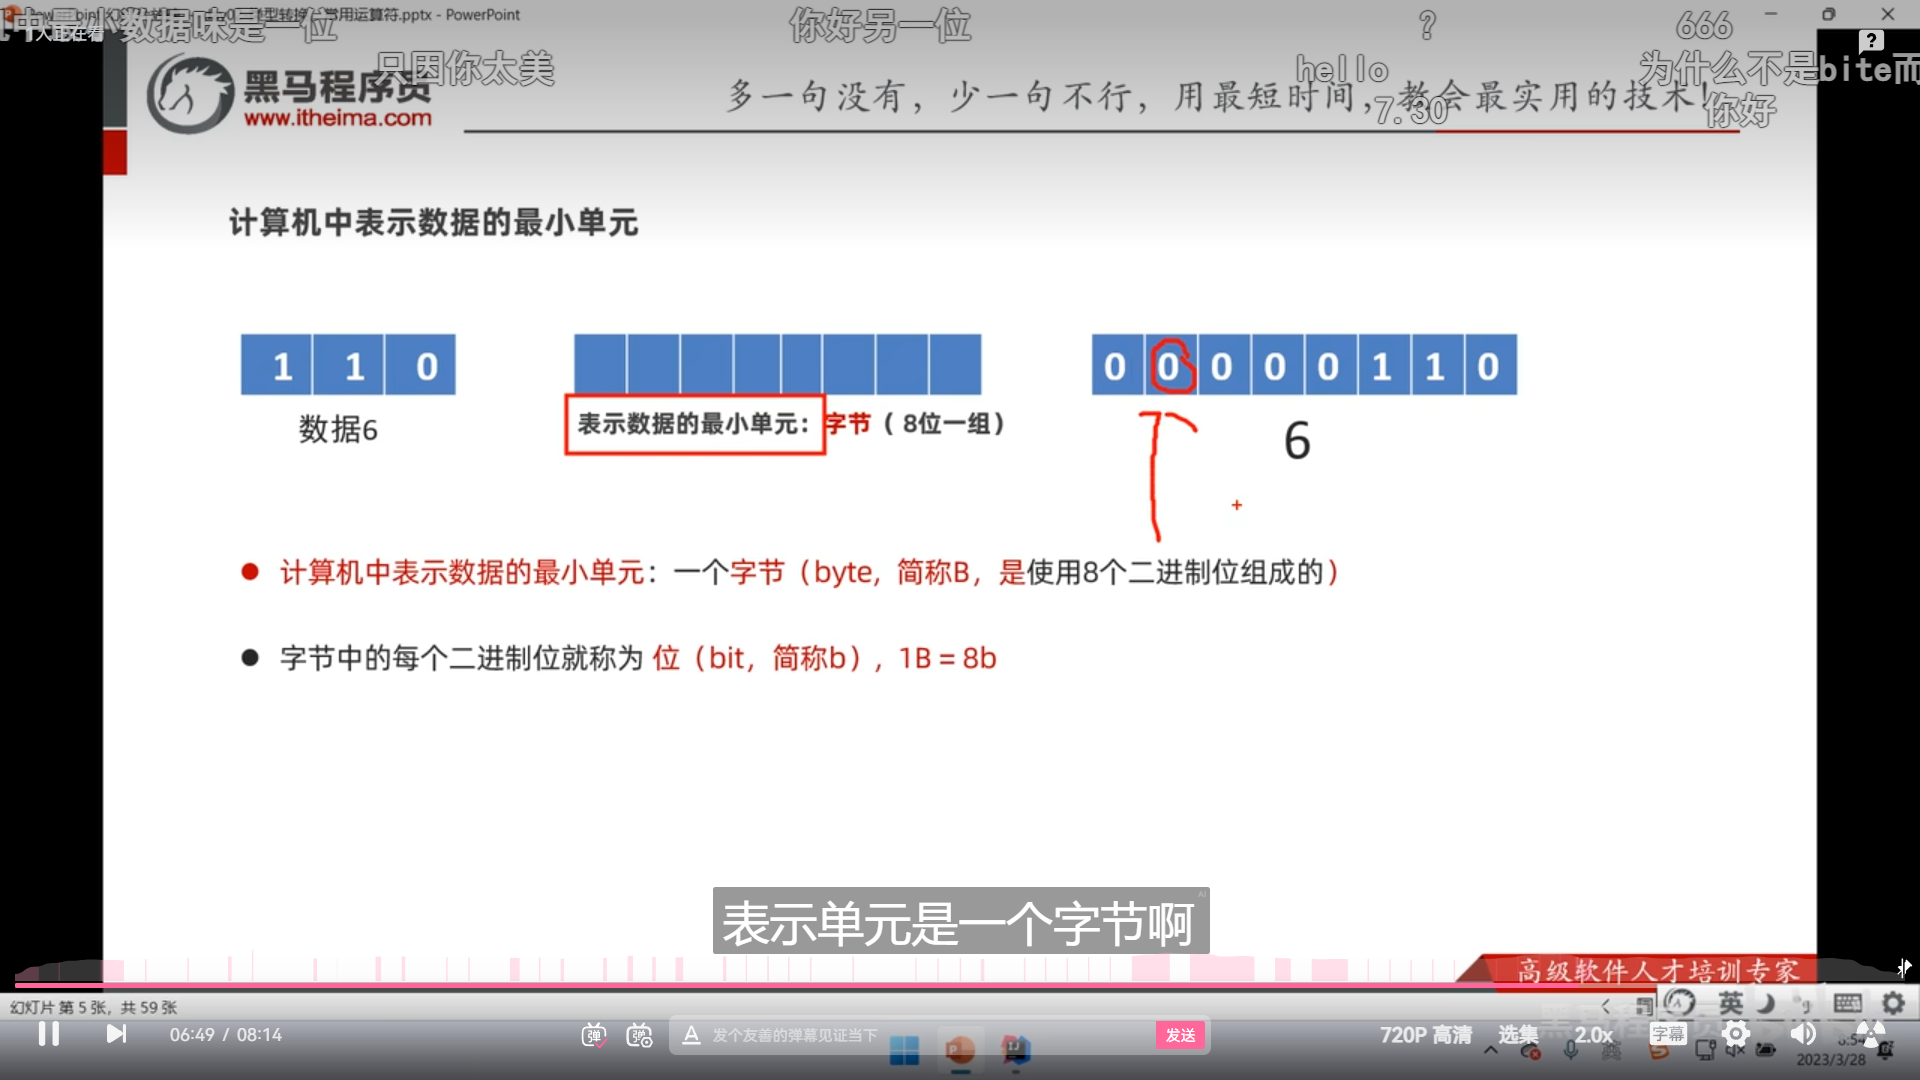 常用运算符.pptx - PowerPoint
中最小数据味是一位
人正在看
你好另一位
?
666
只因你太美
hello
为什么不是bite而
黑马程序员
www.itheima.com
多一句没有，少一句不行，用最短时间，教会最实用的技术！
7.30
你好
计算机中表示数据的最小单元
1 1 0
0 0 0 0 0 1 1 0
数据6
表示数据的最小单元：字节（ 8位一组）
6
计算机中表示数据的最小单元：一个字节（byte，简称B，是使用8个二进制位组成的）
字节中的每个二进制位就称为 位（bit，简称b），1B = 8b
表示单元是一个字节啊
高级软件人才培训专家
幻灯片 第 5 张，共 59 张
英
06:49 / 08:14
发个友善的弹幕见证当下
发送
720P 高清
选集
2.0x
字幕
2023/3/28